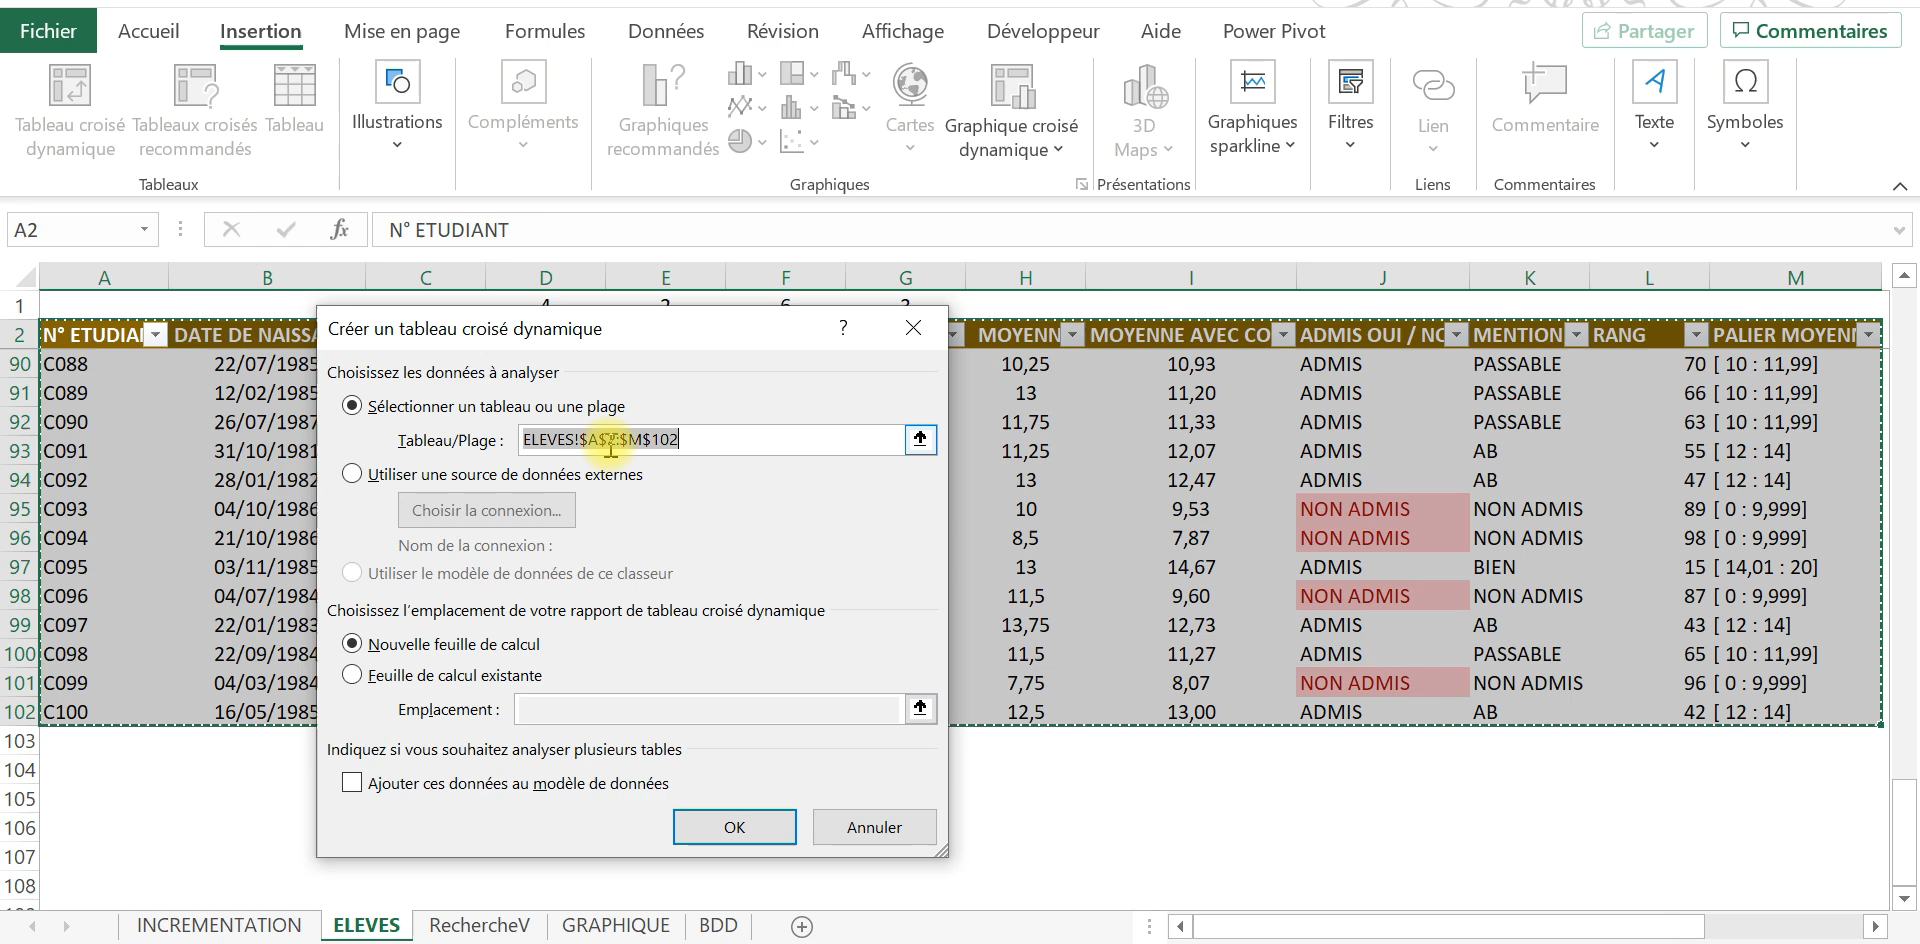 Fichier Accueil Insertion Mise en page Formules Données Révision Affichage Développeur Aide Power Pivot Partager Commentaires
Tableau croisé dynamique
Tableaux croisés recommandés
Tableau
Illustrations
Compléments
Graphiques recommandés
Cartes
Graphique croisé dynamique
3D Maps
Graphiques sparkline
Filtres
Lien
Commentaire
Texte
Symboles
Tableaux Graphiques Présentations Liens Commentaires
A2 fx N° ETUDIANT
A B C D E F G H I J K L M
1
2 N° ETUDIA DATE DE NAISSA MOYENN MOYENNE AVEC CO ADMIS OUI / NO MENTION RANG PALIER MOYEN
90 C088 22/07/1985 10,25 10,93 ADMIS PASSABLE 70 [ 10 : 11,99]
91 C089 12/02/1985 13 11,20 ADMIS PASSABLE 66 [ 10 : 11,99]
92 C090 26/07/1987 11,75 11,33 ADMIS PASSABLE 63 [ 10 : 11,99]
93 C091 31/10/1981 11,25 12,07 ADMIS AB 55 [ 12 : 14]
94 C092 28/01/1982 13 12,47 ADMIS AB 47 [ 12 : 14]
95 C093 04/10/1986 10 9,53 NON ADMIS NON ADMIS 89 [ 0 : 9,999]
96 C094 21/10/1986 8,5 7,87 NON ADMIS NON ADMIS 98 [ 0 : 9,999]
97 C095 03/11/1985 13 14,67 ADMIS BIEN 15 [ 14,01 : 20]
98 C096 04/07/1984 11,5 9,60 NON ADMIS NON ADMIS 87 [ 0 : 9,999]
99 C097 22/01/1983 13,75 12,73 ADMIS AB 43 [ 12 : 14]
100 C098 22/09/1984 11,5 11,27 ADMIS PASSABLE 65 [ 10 : 11,99]
101 C099 04/03/1984 7,75 8,07 NON ADMIS NON ADMIS 96 [ 0 : 9,999]
102 C100 16/05/1985 12,5 13,00 ADMIS AB 42 [ 12 : 14]
103
104
105
106
107
108
Créer un tableau croisé dynamique ?
Choisissez les données à analyser
Sélectionner un tableau ou une plage
Tableau/Plage : ELEVES!$A$2:$M$102
Utiliser une source de données externes
Choisir la connexion...
Nom de la connexion :
Utiliser le modèle de données de ce classeur
Choisissez l'emplacement de votre rapport de tableau croisé dynamique
Nouvelle feuille de calcul
Feuille de calcul existante
Emplacement :
Indiquez si vous souhaitez analyser plusieurs tables
Ajouter ces données au modèle de données
OK Annuler
INCREMENTATION ELEVES RechercheV GRAPHIQUE BDD